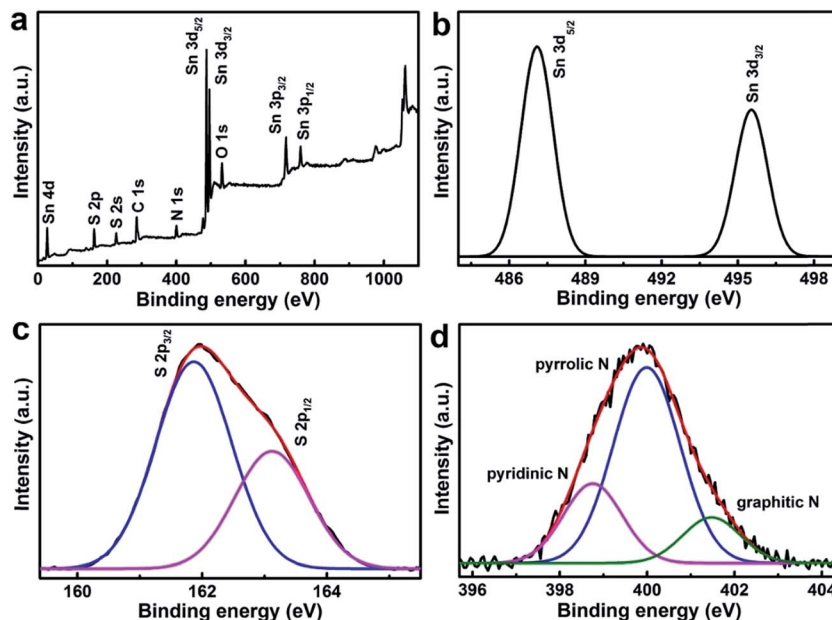 a
Intensity (a.u.)
Sn 4d
S 2p
S 2s
C 1s
N 1s
Sn 3d5/2
Sn 3d3/2
O 1s
Sn 3p3/2
Sn 3p1/2
0 200 400 600 800 1000
Binding energy (eV)
b
Intensity (a.u.)
Sn 3d5/2
Sn 3d3/2
486 489 492 495 498
Binding energy (eV)
c
Intensity (a.u.)
S 2p3/2
S 2p1/2
160 162 164
Binding energy (eV)
d
Intensity (a.u.)
pyrrolic N
pyridinic N
graphitic N
396 398 400 402 404
Binding energy (eV)